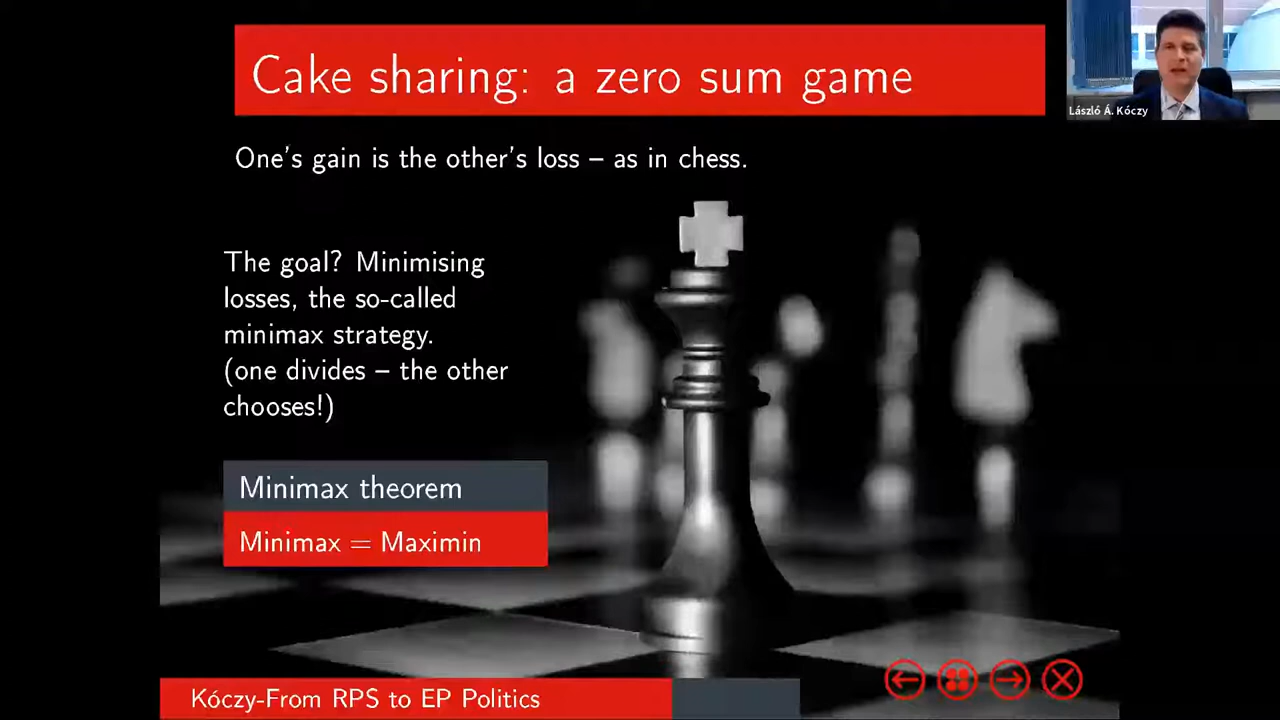 Cake sharing: a zero sum game
László Á. Kóczy
One's gain is the other's loss – as in chess.
The goal? Minimising
losses, the so-called
minimax strategy.
(one divides – the other
chooses!)
Minimax theorem
Minimax = Maximin
Kóczy-From RPS to EP Politics